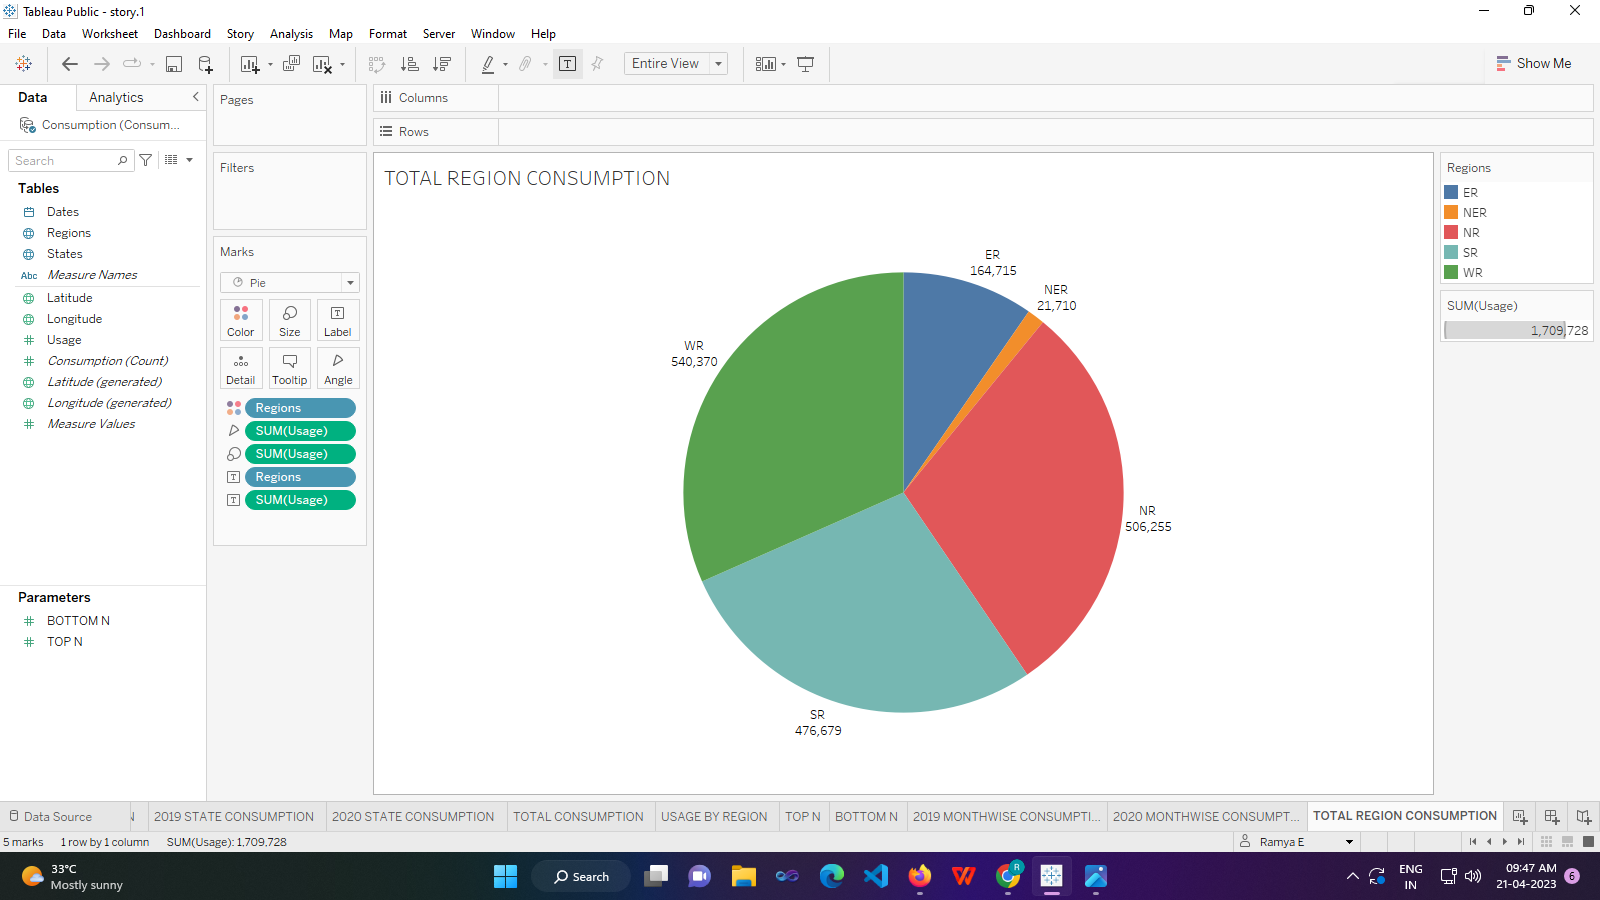 Tableau Public - story.1
File Data Worksheet Dashboard Story Analysis Map Format Server Window Help
Entire View
Show Me
Data Analytics
Consumption (Consum...
Search
Tables
Dates
Regions
States
Abc Measure Names
Latitude
Longitude
Usage
Consumption (Count)
Latitude (generated)
Longitude (generated)
Measure Values
Parameters
BOTTOM N
TOP N
Pages
Filters
Marks
Pie
Color Size Label
Detail Tooltip Angle
Regions
SUM(Usage)
SUM(Usage)
Regions
SUM(Usage)
Columns
Rows
TOTAL REGION CONSUMPTION
ER
164,715
NER
21,710
WR
540,370
NR
506,255
SR
476,679
Regions
ER
NER
NR
SR
WR
SUM(Usage)
1,709,728
Data Source 2019 STATE CONSUMPTION 2020 STATE CONSUMPTION TOTAL CONSUMPTION USAGE BY REGION TOP N BOTTOM N 2019 MONTHWISE CONSUMPTI... 2020 MONTHWISE CONSUMPT... TOTAL REGION CONSUMPTION
5 marks 1 row by 1 column SUM(Usage): 1,709,728 Ramya E
33°C
Mostly sunny
Search
R
ENG
IN
09:47 AM
21-04-2023
6